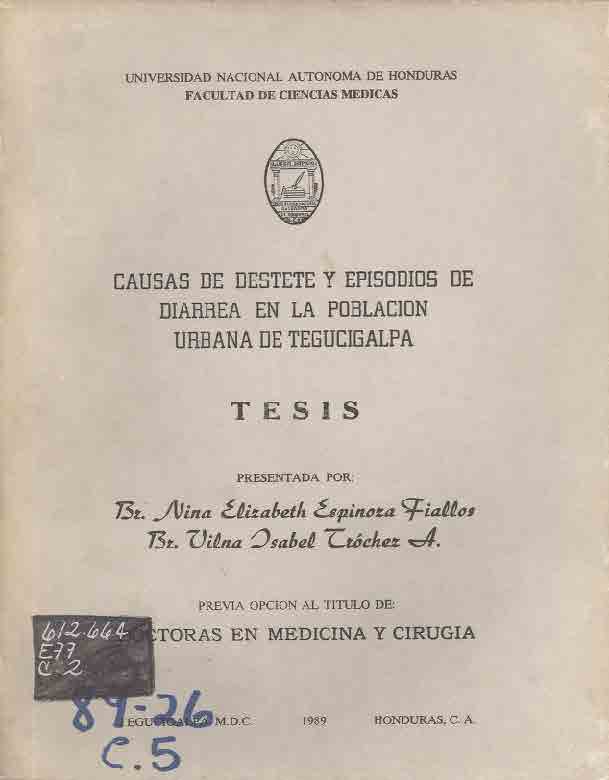 UNIVERSIDAD NACIONAL AUTONOMA DE HONDURAS
FACULTAD DE CIENCIAS MEDICAS
CAUSAS DE DESTETE Y EPISODIOS DE
DIARREA EN LA POBLACION
URBANA DE TEGUCIGALPA
TESIS
PRESENTADA POR:
Br. Nina Elizabeth Espinoza Fiallos
Br. Vilna Isabel Tróchez A.
PREVIA OPCION AL TITULO DE:
DOCTORAS EN MEDICINA Y CIRUGIA
612.664
E77
C.2
89-26
TEGUCIGALPA M.D.C. 1989 HONDURAS, C. A.
C.5